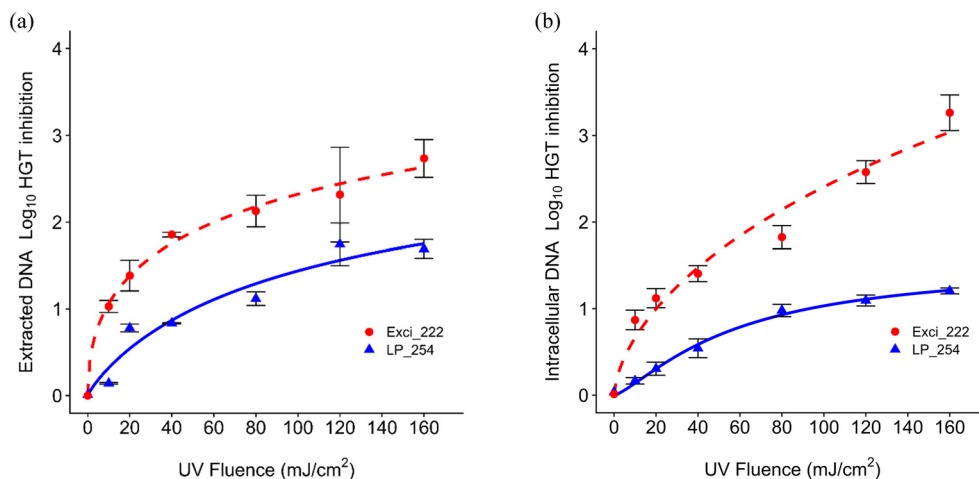 (a)
Extracted DNA Log10 HGT inhibition
4
3
2
1
0
Exci_222
LP_254
0 20 40 60 80 100 120 140 160
UV Fluence (mJ/cm²)
(b)
Intracellular DNA Log10 HGT inhibition
4
3
2
1
0
Exci_222
LP_254
0 20 40 60 80 100 120 140 160
UV Fluence (mJ/cm²)